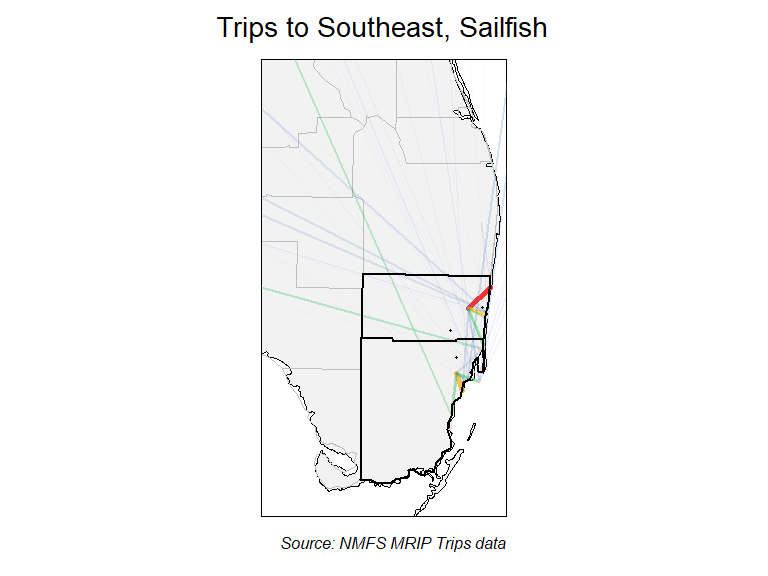 Trips to Southeast, Sailfish
Source: NMFS MRIP Trips data